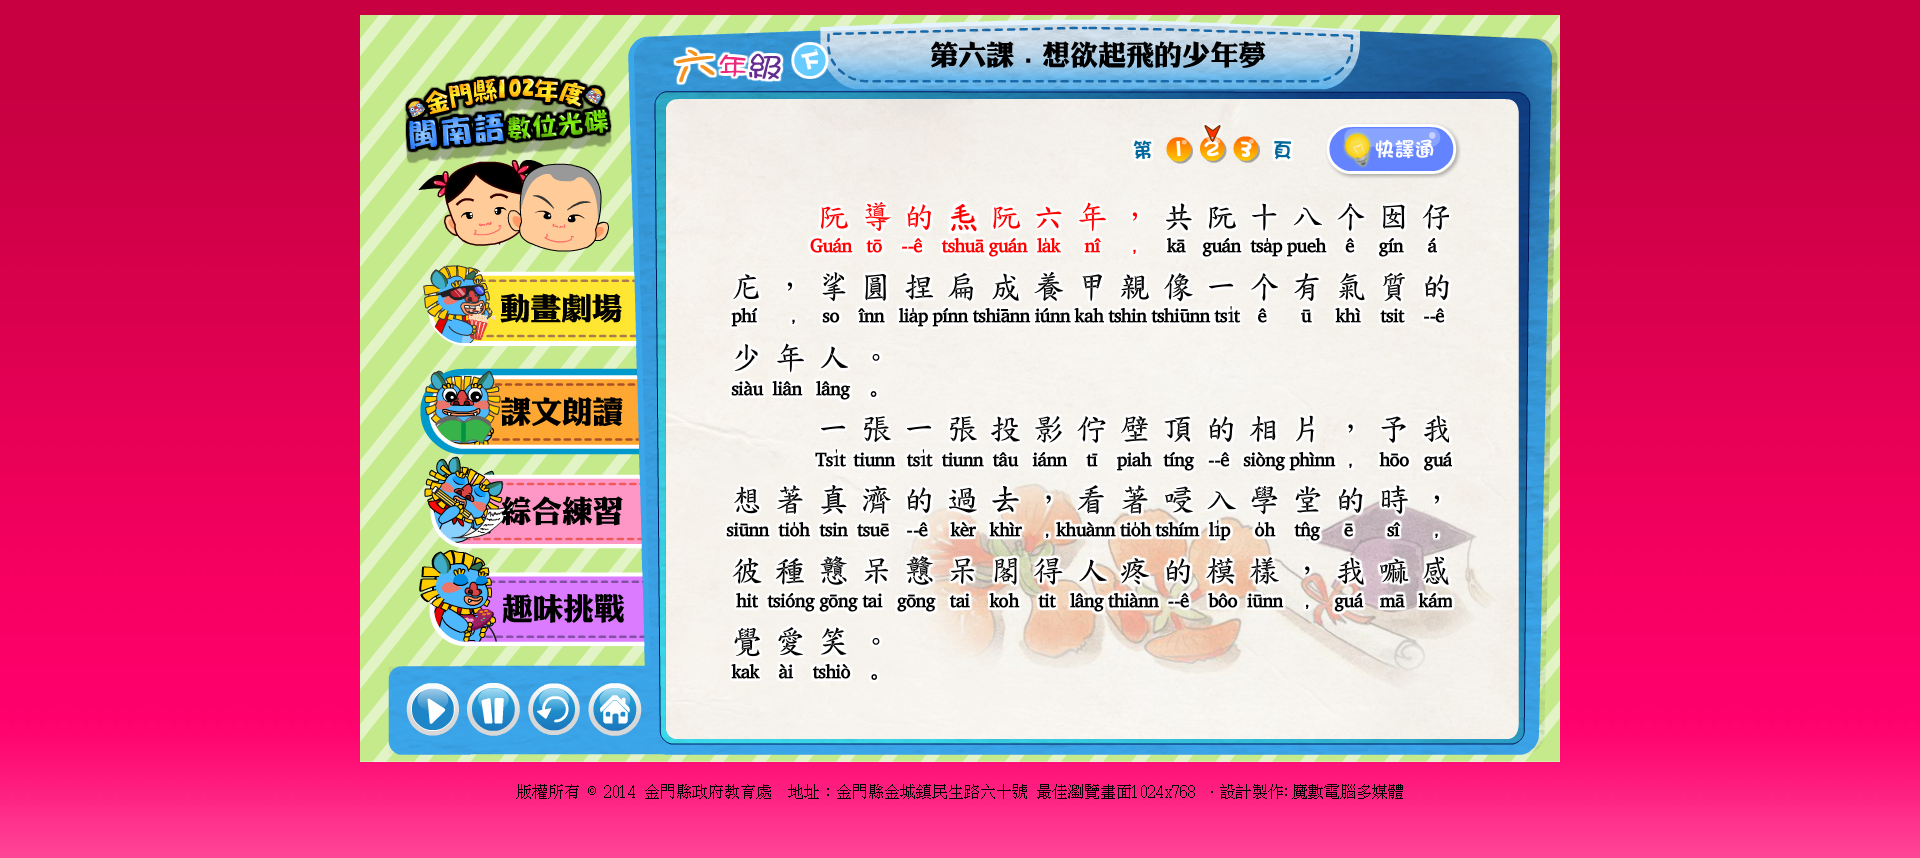 金門縣102年度
閩南語數位光碟
動畫劇場
課文朗讀
綜合練習
趣味挑戰
六年級 下
第六課．想欲起飛的少年夢
第 1 2 3 頁
快譯通
阮導的𤆬阮六年，共阮十八个囡仔
Guán tō --ê tshuā guán la̍k nî , kā guán tsa̍p pueh ê gín á
疕，挲圓捏扁成養甲親像一个有氣質的
phí , so înn lia̍p pínn tshiānn iúnn kah tshin tshiūnn tsi̍t ê ū khì tsit --ê
少年人。
siàu liân lâng 。
一張一張投影佇壁頂的相片，予我
Tsi̍t tiunn tsi̍t tiunn tâu iánn tī piah tíng --ê siòng phìnn , hōo guá
想著真濟的過去，看著唚入學堂的時，
siūnn tio̍h tsin tsuē --ê kèr khìr , khuànn tio̍h tshím li̍p o̍h tn̂g ē sî ,
彼種戇呆戇呆閣得人疼的模樣，我嘛感
hit tsióng gōng tai gōng tai koh tit lâng thiànn --ê bôo iūnn , guá mā kám
覺愛笑。
kak ài tshiò 。
版權所有 © 2014 金門縣政府教育處 地址：金門縣金城鎮民生路六十號 最佳瀏覽畫面1024x768 ‧設計製作:魔數電腦多媒體